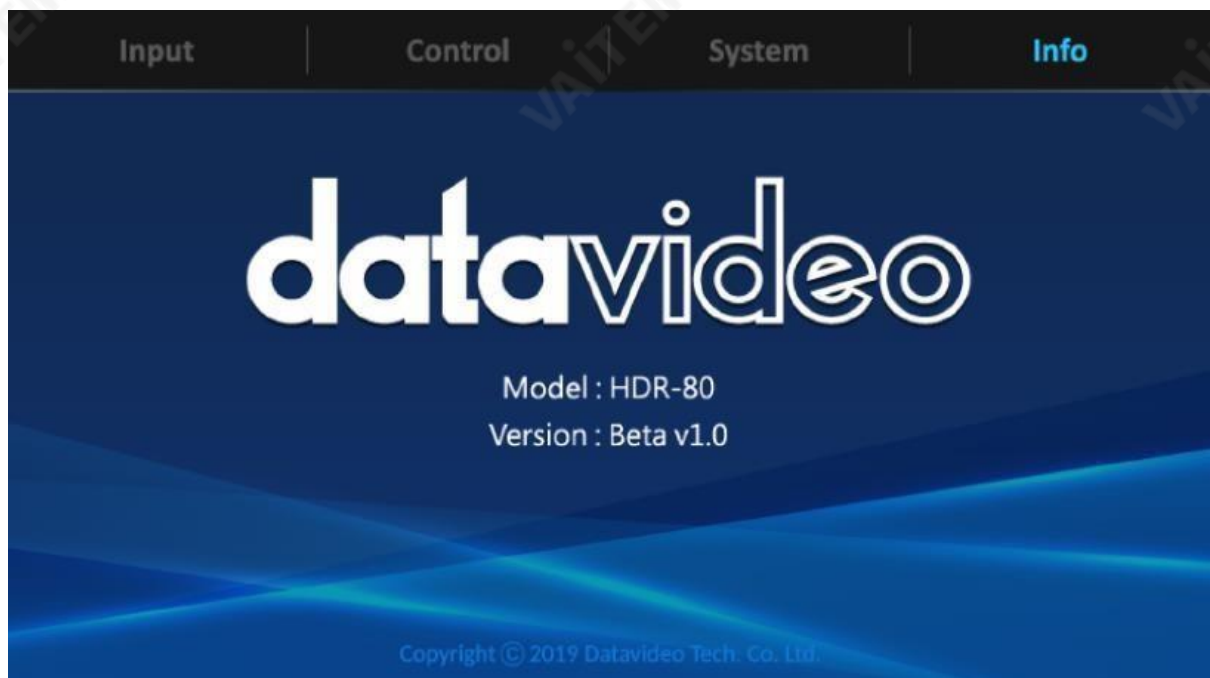 Input Control System Info
datavideo
Model : HDR-80
Version : Beta v1.0
Copyright Ⓒ 2019 Datavideo Tech. Co. Ltd.